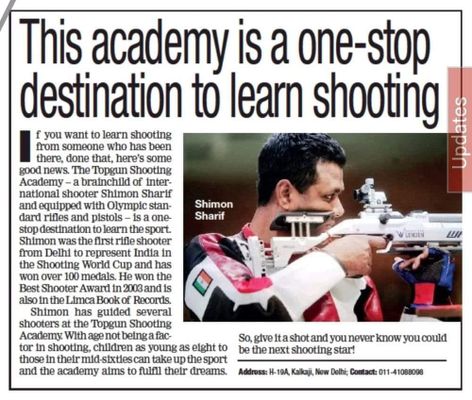 This academy is a one-stop
destination to learn shooting
If you want to learn shooting
from someone who has been
there, done that, here's some
good news. The Topgun Shooting
Academy – a brainchild of inter-
national shooter Shimon Sharif
and equipped with Olympic stan-
dard rifles and pistols – is a one-
stop destination to learn the sport.
Shimon was the first rifle shooter
from Delhi to represent India in
the Shooting World Cup and has
won over 100 medals. He won the
Best Shooter Award in 2003 and is
also in the Limca Book of Records.
Shimon has guided several
shooters at the Topgun Shooting
Academy. With age not being a fac-
tor in shooting, children as young as eight to
those in their mid-sixties can take up the sport
and the academy aims to fulfil their dreams.
Shimon
Sharif
So, give it a shot and you never know you could
be the next shooting star!
Address: H-19A, Kalkaji, New Delhi; Contact: 011-41088098
Updates